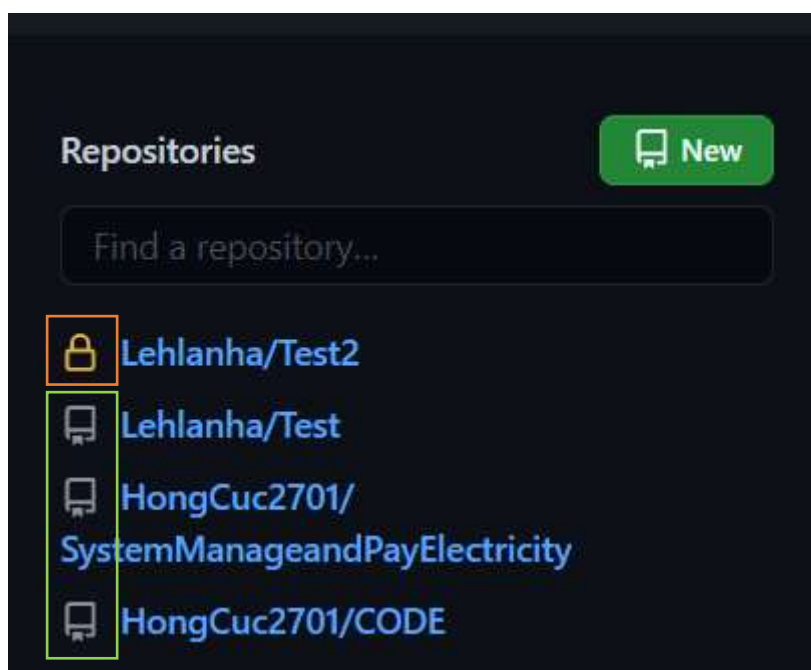 Repositories
New
Find a repository...
Lehlanha/Test2
Lehlanha/Test
HongCuc2701/
SystemManageandPayElectricity
HongCuc2701/CODE